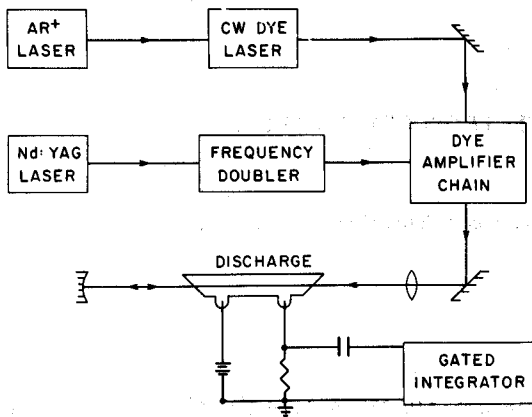 AR+
LASER
CW DYE
LASER
Nd:YAG
LASER
FREQUENCY
DOUBLER
DYE
AMPLIFIER
CHAIN
DISCHARGE
GATED
INTEGRATOR